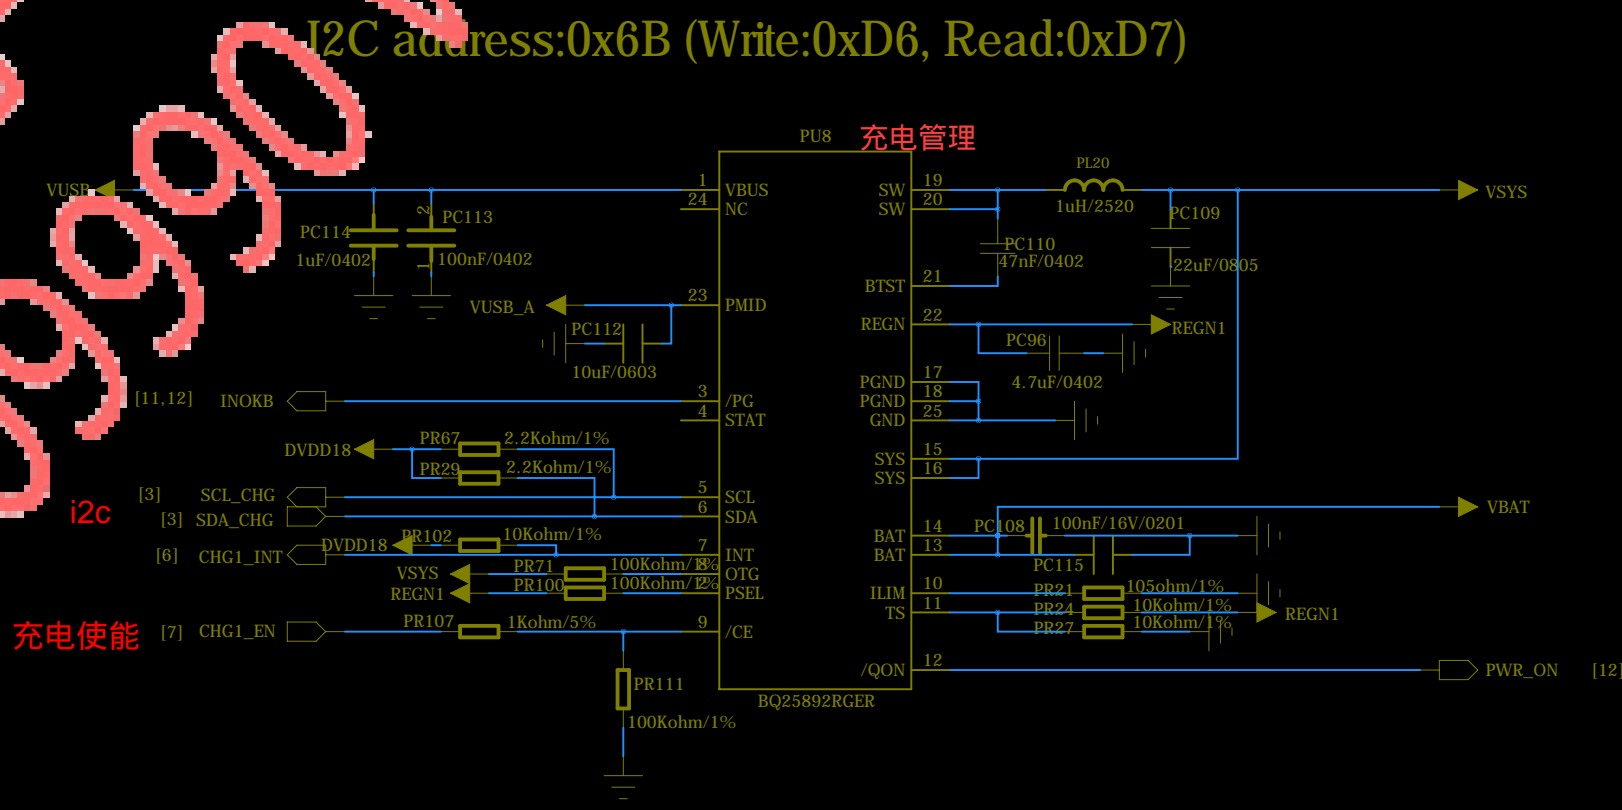 I2C address:0x6B (Write:0xD6, Read:0xD7)
PU8 充电管理
VUSB
1 VBUS
24 NC
PC114
1uF/0402
2 PC113
1 100nF/0402
VUSB_A
23 PMID
PC112
10uF/0603
[11,12] INOKB
3 /PG
4 STAT
DVDD18
PR67 2.2Kohm/1%
PR29 2.2Kohm/1%
[3] SCL_CHG
5 SCL
i2c
[3] SDA_CHG
6 SDA
DVDD18 PR102 10Kohm/1%
[6] CHG1_INT
7 INT
VSYS PR71 100Kohm/1%
8 OTG
REGN1 PR100 100Kohm/1%
2 PSEL
充电使能 [7] CHG1_EN
PR107 1Kohm/5%
9 /CE
PR111
100Kohm/1%
SW 19
SW 20
PL20
1uH/2520
VSYS
PC109
22uF/0805
PC110
47nF/0402
BTST 21
REGN 22
REGN1
PC96
4.7uF/0402
PGND 17
PGND 18
GND 25
SYS 15
SYS 16
VBAT
BAT 14
BAT 13
PC108 100nF/16V/0201
PC115
ILIM 10
PR21 105ohm/1%
TS 11
PR24 10Kohm/1%
REGN1
PR27 10Kohm/1%
/QON 12
PWR_ON [12]
BQ25892RGER
990